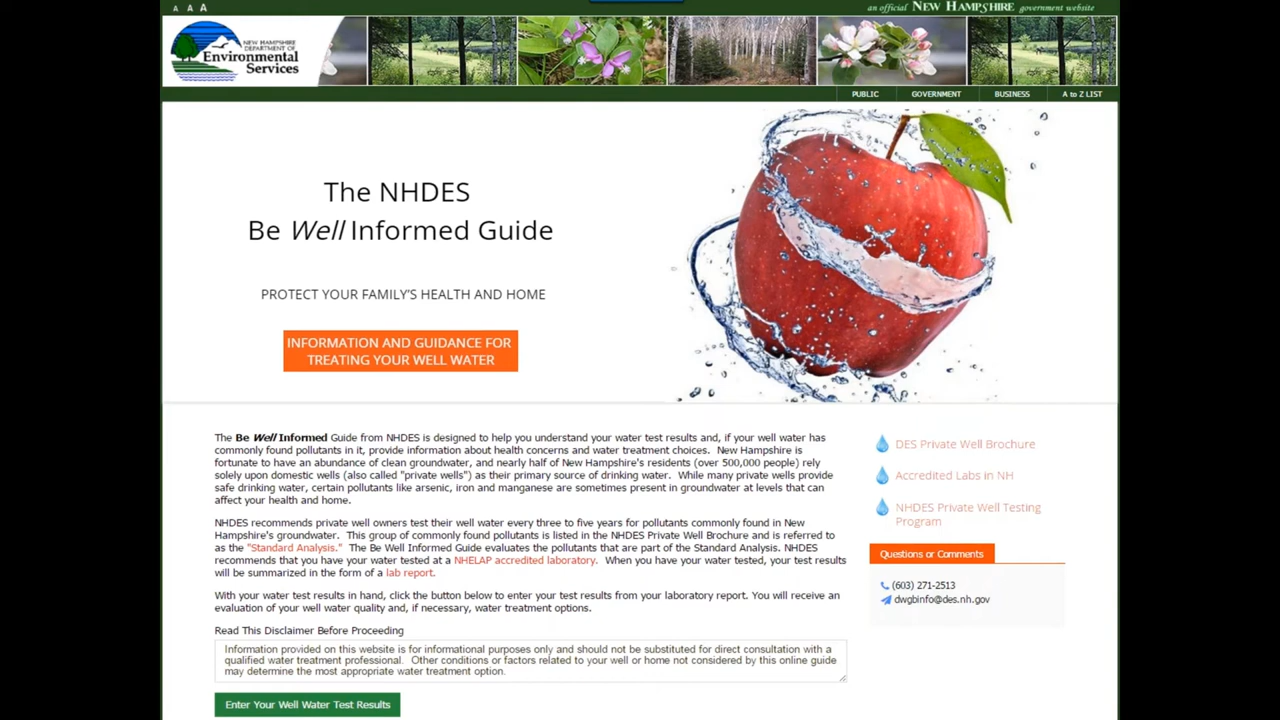 A A A
an official NEW HAMPSHIRE government website
NEW HAMPSHIRE
DEPARTMENT OF
Environmental
Services
PUBLIC
GOVERNMENT
BUSINESS
A to Z LIST
The NHDES
Be Well Informed Guide
PROTECT YOUR FAMILY'S HEALTH AND HOME
INFORMATION AND GUIDANCE FOR
TREATING YOUR WELL WATER
The Be Well Informed Guide from NHDES is designed to help you understand your water test results and, if your well water has
commonly found pollutants in it, provide information about health concerns and water treatment choices. New Hampshire is
fortunate to have an abundance of clean groundwater, and nearly half of New Hampshire's residents (over 500,000 people) rely
solely upon domestic wells (also called "private wells") as their primary source of drinking water. While many private wells provide
safe drinking water, certain pollutants like arsenic, iron and manganese are sometimes present in groundwater at levels that can
affect your health and home.
NHDES recommends private well owners test their well water every three to five years for pollutants commonly found in New
Hampshire's groundwater. This group of commonly found pollutants is listed in the NHDES Private Well Brochure and is referred to
as the "Standard Analysis." The Be Well Informed Guide evaluates the pollutants that are part of the Standard Analysis. NHDES
recommends that you have your water tested at a NHELAP accredited laboratory. When you have your water tested, your test results
will be summarized in the form of a lab report.
With your water test results in hand, click the button below to enter your test results from your laboratory report. You will receive an
evaluation of your well water quality and, if necessary, water treatment options.
Read This Disclaimer Before Proceeding
Information provided on this website is for informational purposes only and should not be substituted for direct consultation with a
qualified water treatment professional. Other conditions or factors related to your well or home not considered by this online guide
may determine the most appropriate water treatment option.
Enter Your Well Water Test Results
DES Private Well Brochure
Accredited Labs in NH
NHDES Private Well Testing
Program
Questions or Comments
(603) 271-2513
dwgbinfo@des.nh.gov